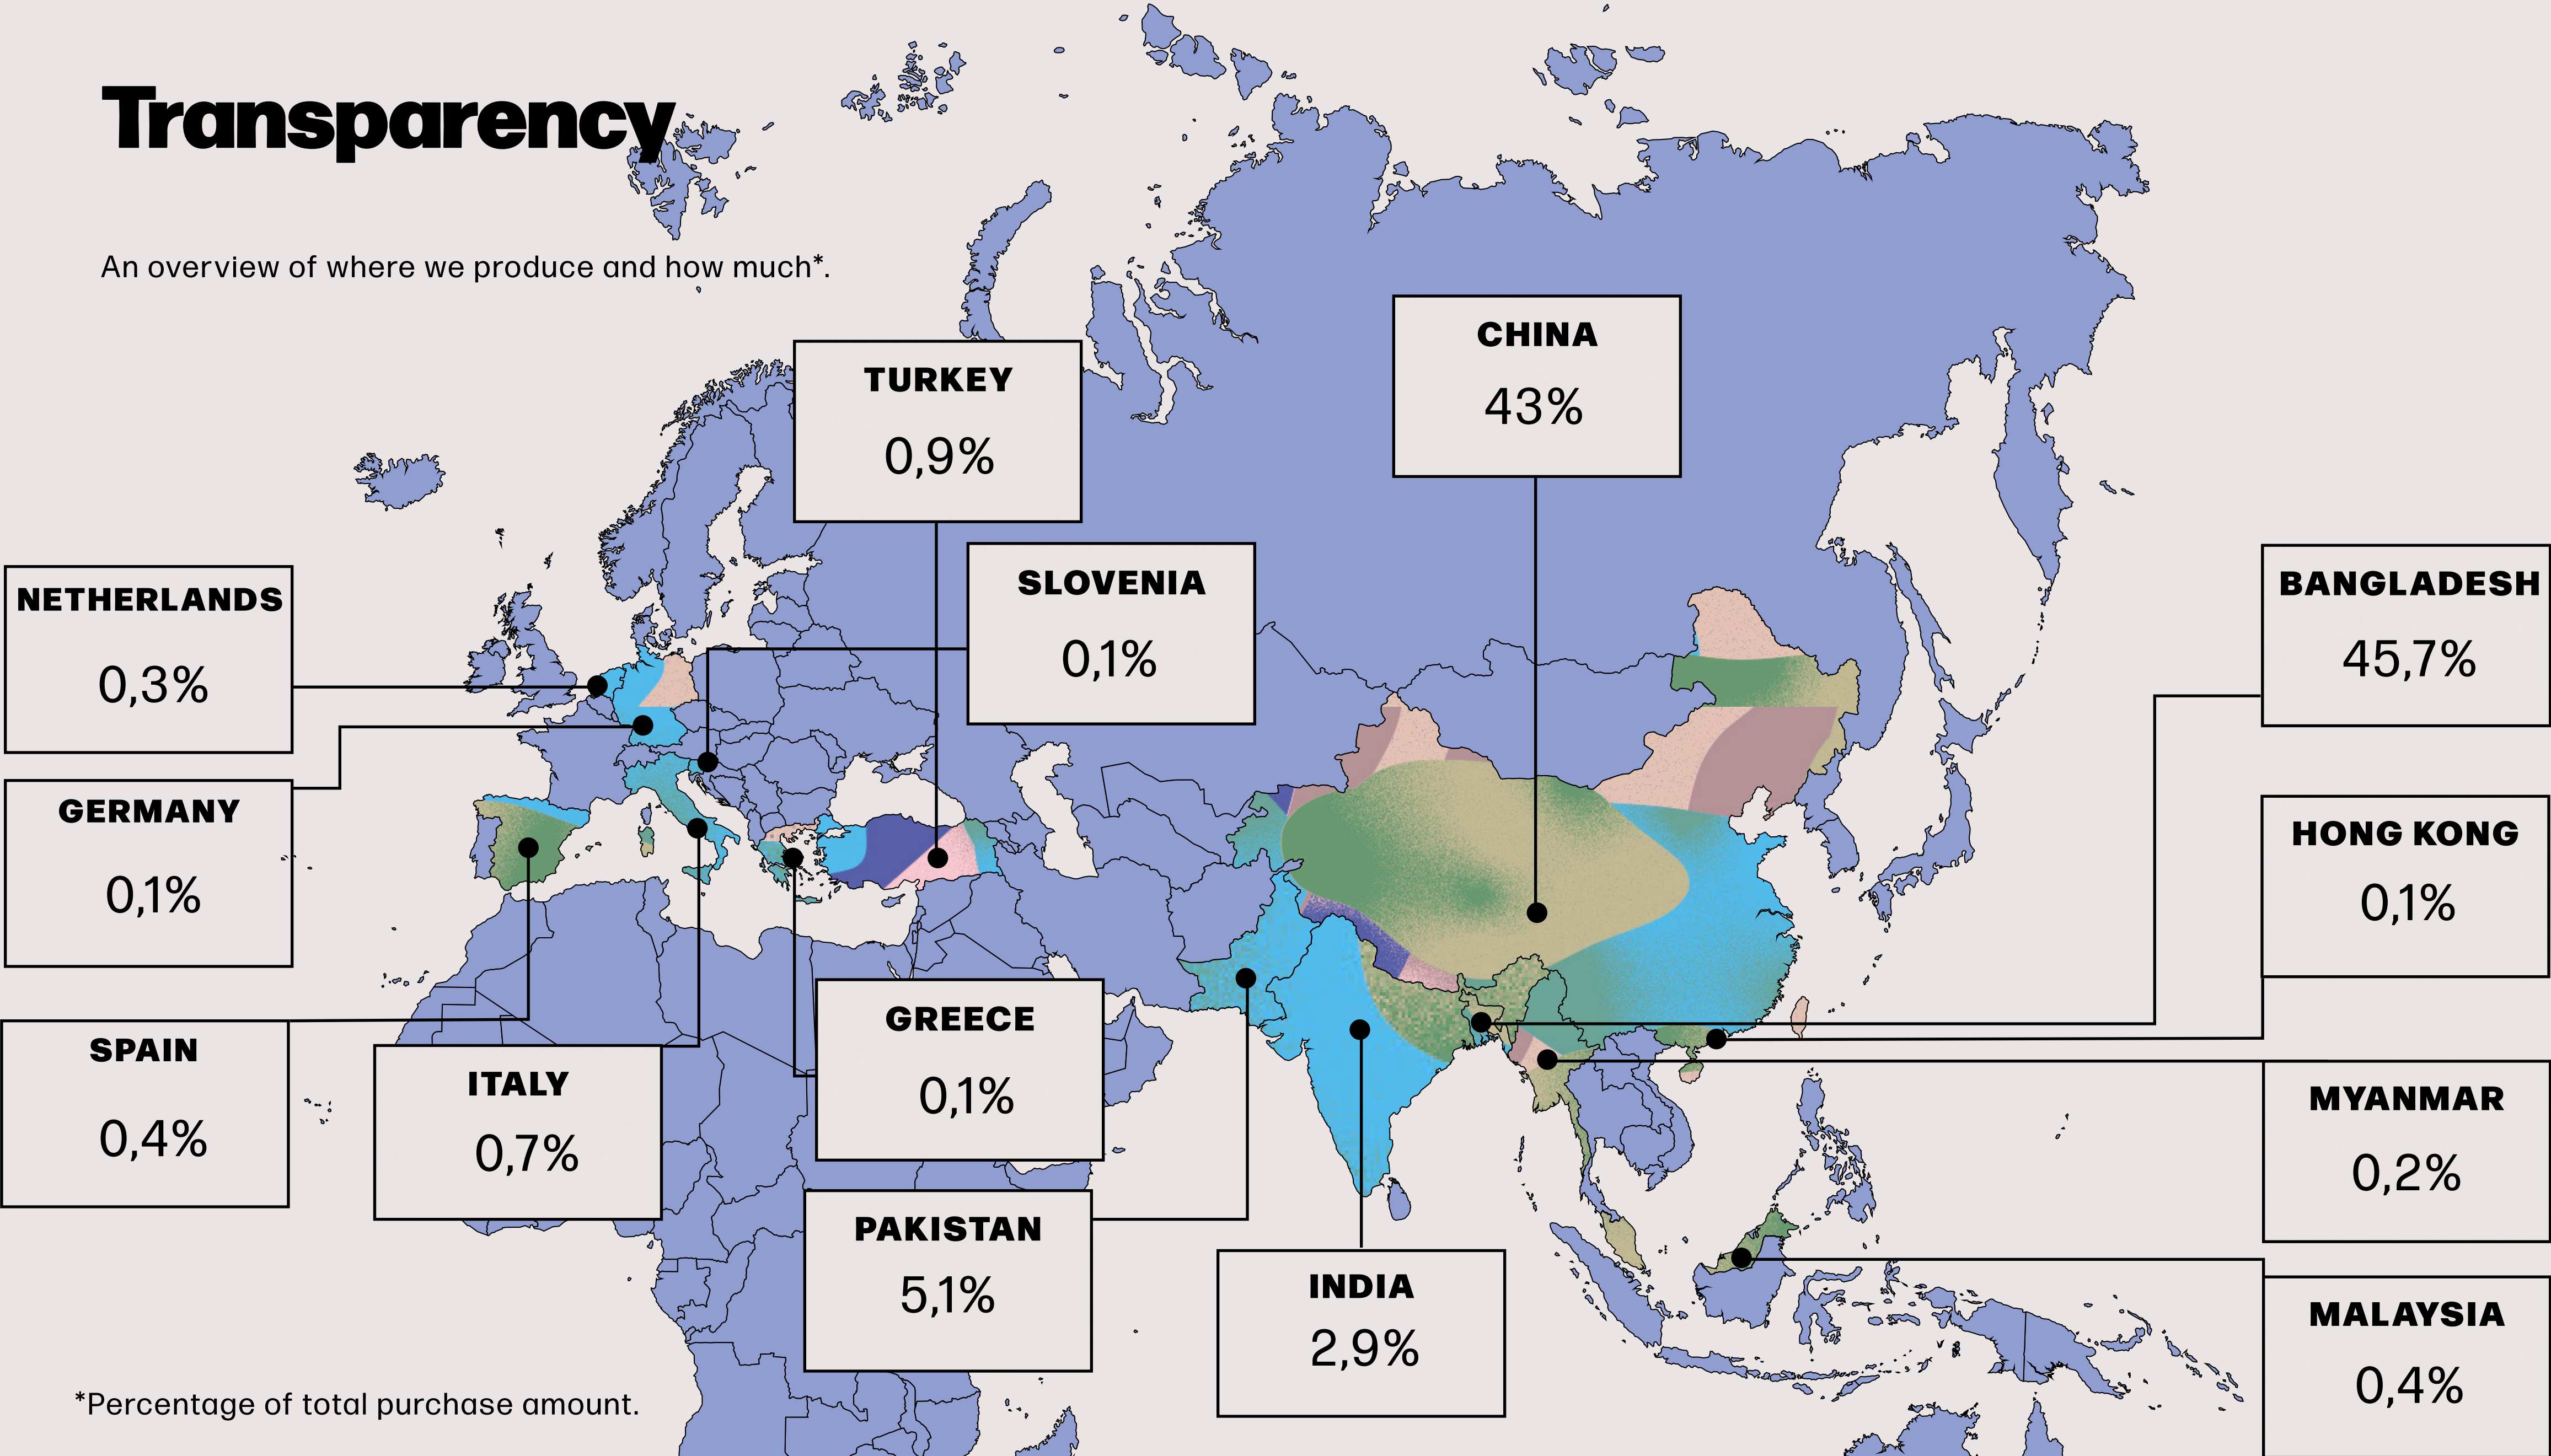 Transparency
An overview of where we produce and how much*.
TURKEY
0,9%
CHINA
43%
SLOVENIA
0,1%
NETHERLANDS
0,3%
BANGLADESH
45,7%
GERMANY
0,1%
HONG KONG
0,1%
SPAIN
0,4%
ITALY
0,7%
GREECE
0,1%
MYANMAR
0,2%
PAKISTAN
5,1%
INDIA
2,9%
MALAYSIA
0,4%
*Percentage of total purchase amount.